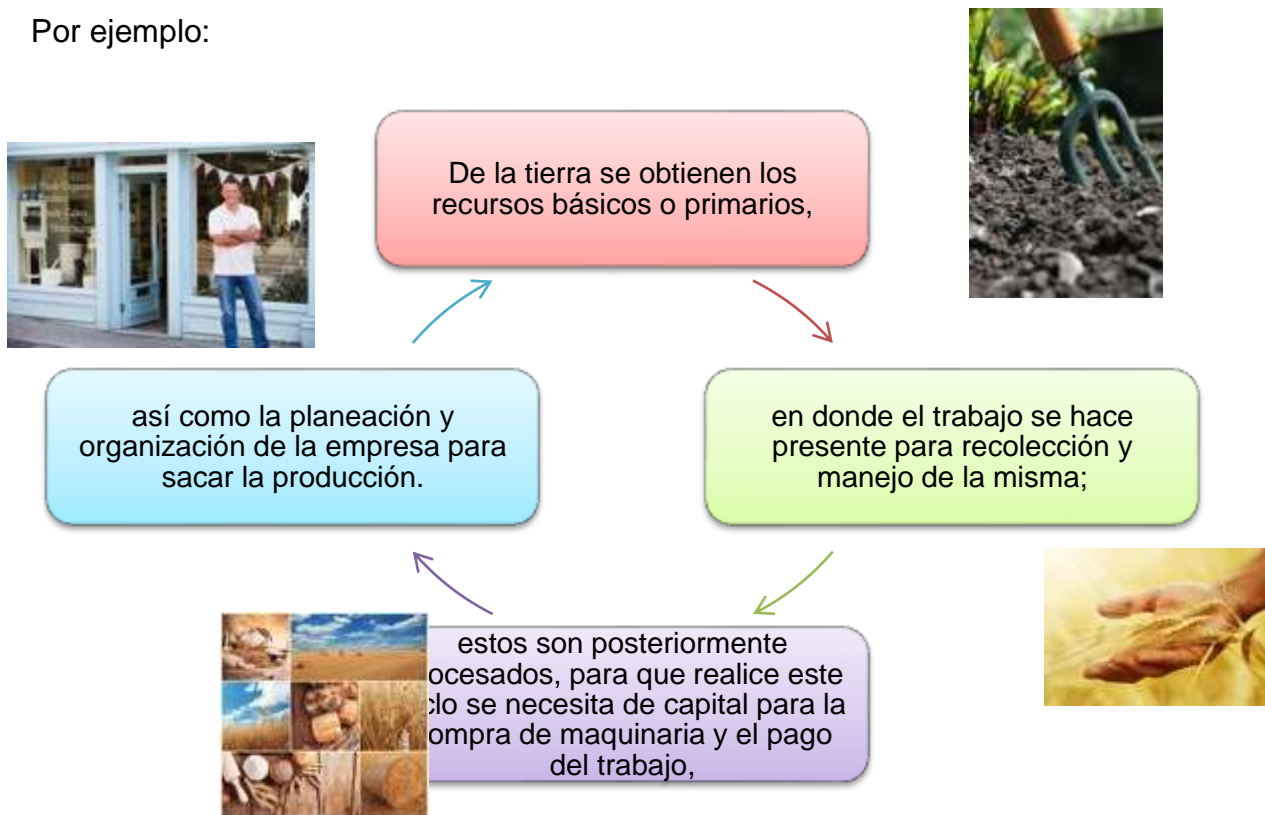 Por ejemplo:
De la tierra se obtienen los
recursos básicos o primarios,
en donde el trabajo se hace
presente para recolección y
manejo de la misma;
estos son posteriormente
ocesados, para que realice este
clo se necesita de capital para la
ompra de maquinaria y el pago
del trabajo,
así como la planeación y
organización de la empresa para
sacar la producción.